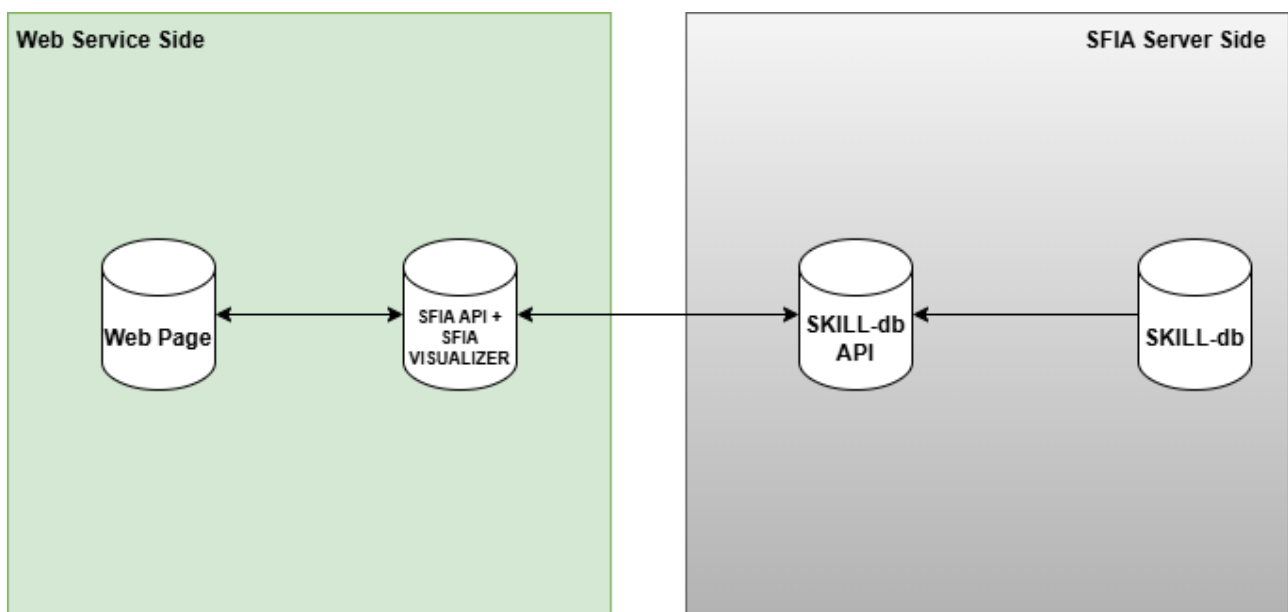 Web Service Side
SFIA Server Side
Web Page
SFIA API +
SFIA
VISUALIZER
SKILL-db
API
SKILL-db